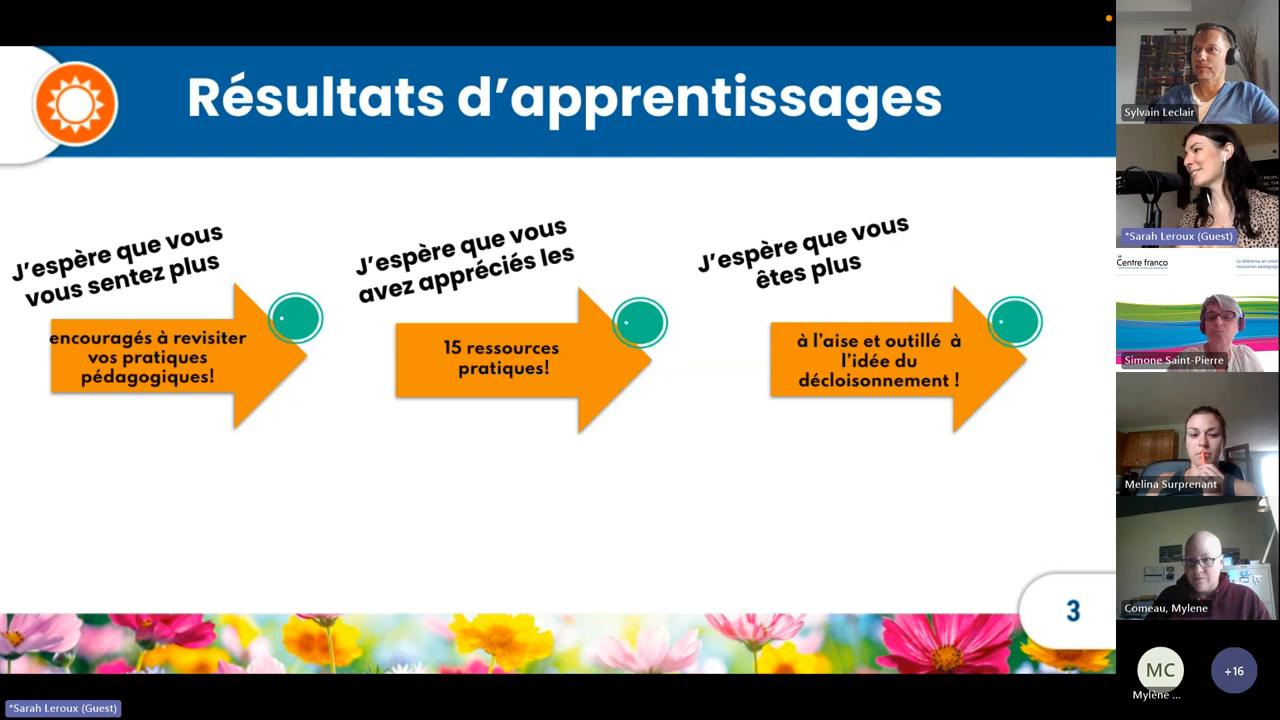 Résultats d’apprentissages
J’espère que vous
vous sentez plus
encouragés à revisiter
vos pratiques
pédagogiques!
J’espère que vous
avez appréciés les
15 ressources
pratiques!
J’espère que vous
êtes plus
à l’aise et outillé à
l’idée du
décloisonnement !
3
Sylvain Leclair
*Sarah Leroux (Guest)
Centre franco
Simone Saint-Pierre
Melina Surprenant
Comeau, Mylene
MC
Mylène ...
+16
*Sarah Leroux (Guest)